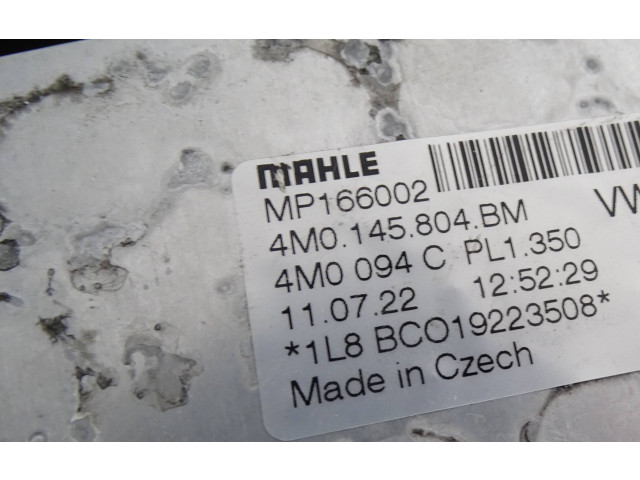 MAHLE
MP166002
4M0.145.804.BM VW
4M0 094 C PL1.350
11.07.22 12:52:29
*1L8 BCO19223508*
Made in Czech